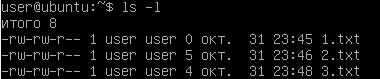 user@ubuntu:~$ ls -l
итого 8
-rw-rw-r-- 1 user user 0 окт.  31 23:45 1.txt
-rw-rw-r-- 1 user user 5 окт.  31 23:46 2.txt
-rw-rw-r-- 1 user user 4 окт.  31 23:48 3.txt